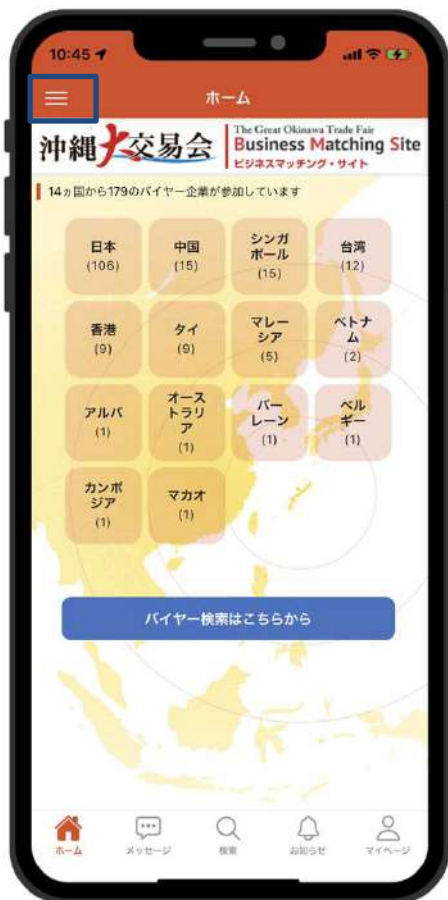 10:45
ホーム
沖縄大交易会
The Great Okinawa Trade Fair
Business Matching Site
ビジネスマッチング・サイト
14ヵ国から179のバイヤー企業が参加しています
日本
(106)
中国
(15)
シンガ
ポール
(15)
台湾
(12)
香港
(9)
タイ
(9)
マレー
シア
(5)
ベトナ
ム
(2)
アルバ
(1)
オース
トラリ
ア
(1)
バー
レーン
(1)
ベル
ギー
(1)
カンボ
ジア
(1)
マカオ
(1)
バイヤー検索はこちらから
ホーム
メッセージ
検索
お知らせ
マイページ